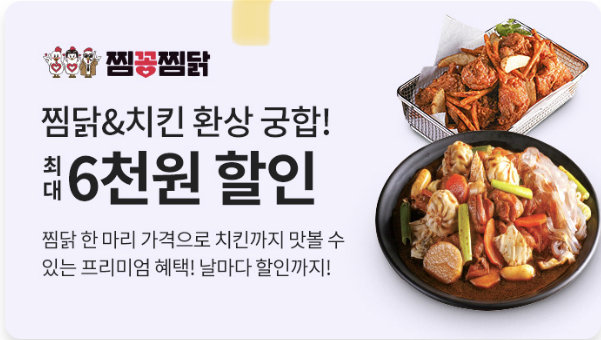 찜꽁찜닭
찜닭&치킨 환상 궁합!
최대 6천원 할인
찜닭 한 마리 가격으로 치킨까지 맛볼 수
있는 프리미엄 혜택! 날마다 할인까지!